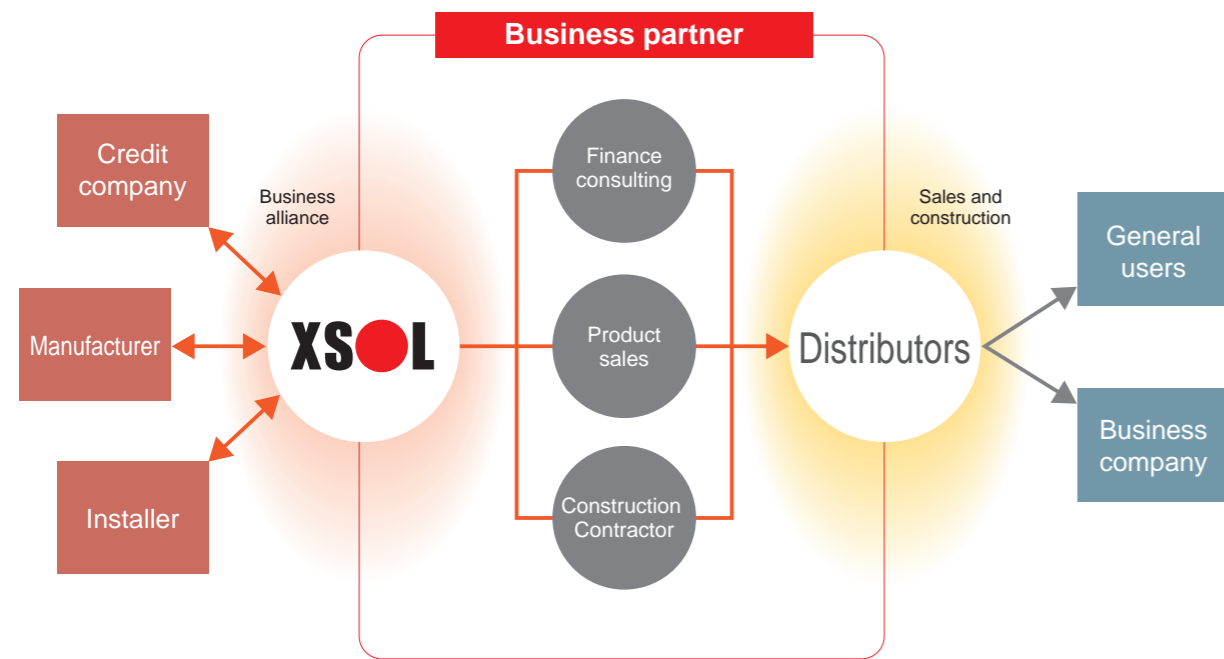 Business partner
Credit
company
Business
alliance
Manufacturer
Installer
XSOL
Finance
consulting
Product
sales
Construction
Contractor
Distributors
Sales and
construction
General
users
Business
company